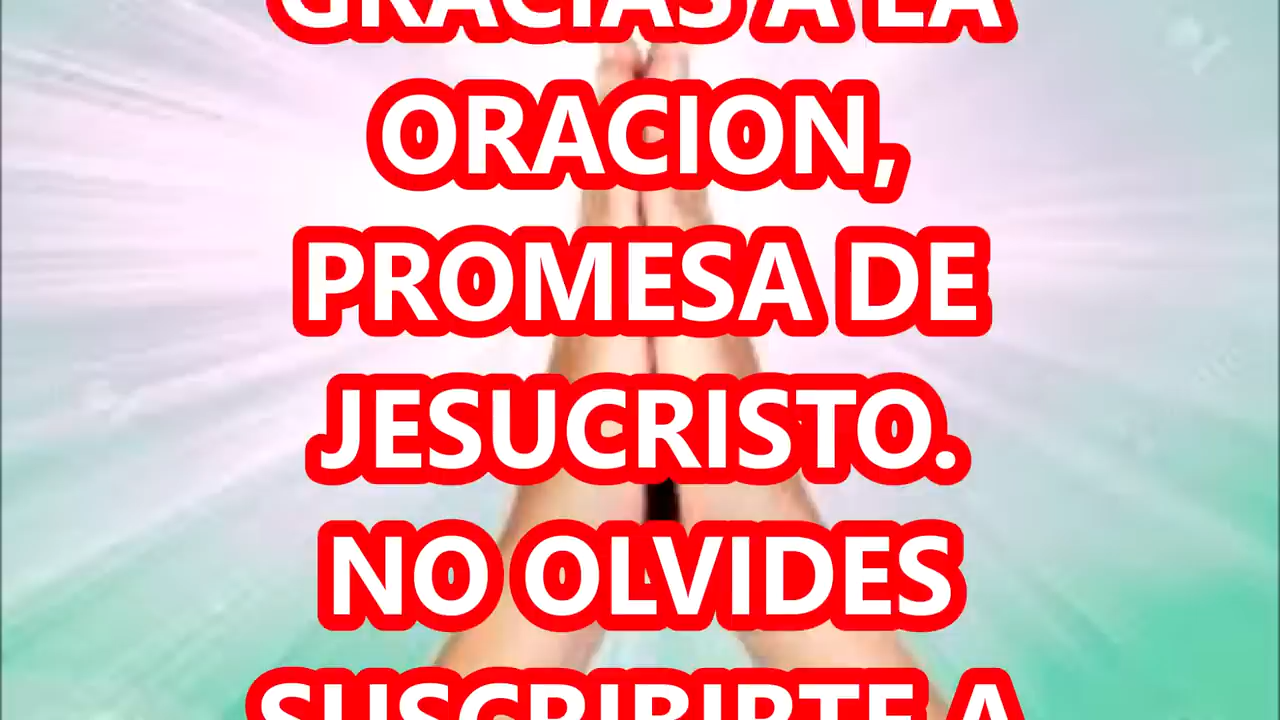 GRACIAS A LA
ORACION,
PROMESA DE
JESUCRISTO.
NO OLVIDES
SUSCRIBIRTE A